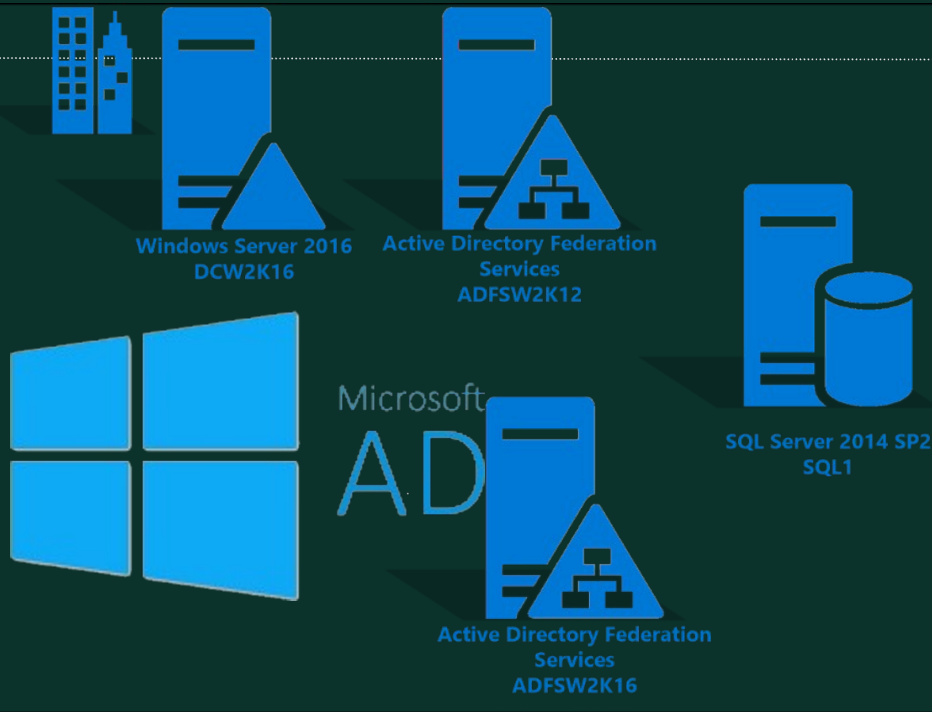 Windows Server 2016
DCW2K16
Active Directory Federation
Services
ADFSW2K12
SQL Server 2014 SP2
SQL1
Microsoft
AD
Active Directory Federation
Services
ADFSW2K16